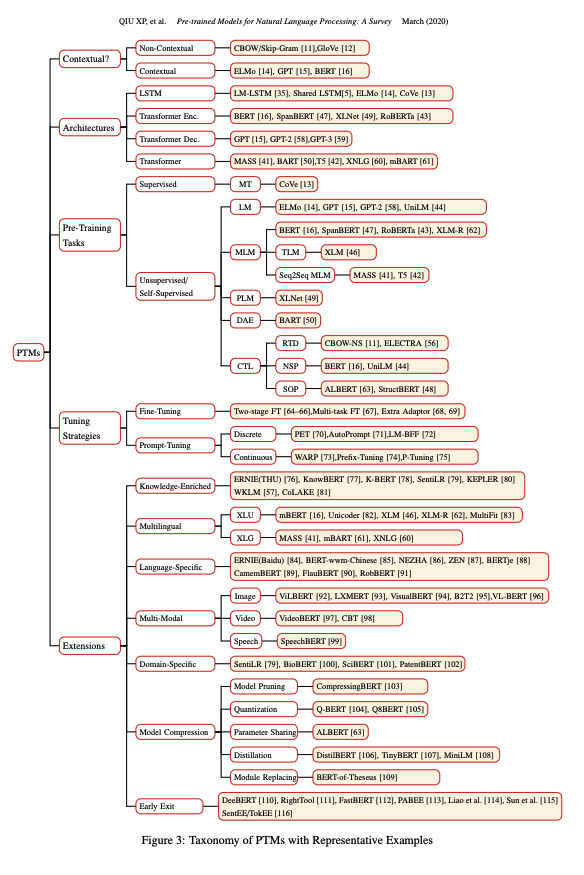 QIU XP, et al. Pre-trained Models for Natural Language Processing: A Survey March (2020)
PTMs
Contextual?
Non-Contextual
CBOW/Skip-Gram [11],GloVe [12]
Contextual
ELMo [14], GPT [15], BERT [16]
Architectures
LSTM
LM-LSTM [35], Shared LSTM[5], ELMo [14], CoVe [13]
Transformer Enc.
BERT [16], SpanBERT [47], XLNet [49], RoBERTa [43]
Transformer Dec.
GPT [15], GPT-2 [58],GPT-3 [59]
Transformer
MASS [41], BART [50],T5 [42], XNLG [60], mBART [61]
Pre-Training
Tasks
Supervised
MT
CoVe [13]
Unsupervised/
Self-Supervised
LM
ELMo [14], GPT [15], GPT-2 [58], UniLM [44]
MLM
BERT [16], SpanBERT [47], RoBERTa [43], XLM-R [62]
TLM
XLM [46]
Seq2Seq MLM
MASS [41], T5 [42]
PLM
XLNet [49]
DAE
BART [50]
CTL
RTD
CBOW-NS [11], ELECTRA [56]
NSP
BERT [16], UniLM [44]
SOP
ALBERT [63], StructBERT [48]
Tuning
Strategies
Fine-Tuning
Two-stage FT [64–66],Multi-task FT [67], Extra Adaptor [68, 69]
Prompt-Tuning
Discrete
PET [70],AutoPrompt [71],LM-BFF [72]
Continuous
WARP [73],Prefix-Tuning [74],P-Tuning [75]
Extensions
Knowledge-Enriched
ERNIE(THU) [76], KnowBERT [77], K-BERT [78], SentiLR [79], KEPLER [80]
WKLM [57], CoLAKE [81]
Multilingual
XLU
mBERT [16], Unicoder [82], XLM [46], XLM-R [62], MultiFit [83]
XLG
MASS [41], mBART [61], XNLG [60]
Language-Specific
ERNIE(Baidu) [84], BERT-wwm-Chinese [85], NEZHA [86], ZEN [87], BERTje [88]
CamemBERT [89], FlauBERT [90], RobBERT [91]
Multi-Modal
Image
ViLBERT [92], LXMERT [93], VisualBERT [94], B2T2 [95],VL-BERT [96]
Video
VideoBERT [97], CBT [98]
Speech
SpeechBERT [99]
Domain-Specific
SentiLR [79], BioBERT [100], SciBERT [101], PatentBERT [102]
Model Compression
Model Pruning
CompressingBERT [103]
Quantization
Q-BERT [104], Q8BERT [105]
Parameter Sharing
ALBERT [63]
Distillation
DistilBERT [106], TinyBERT [107], MiniLM [108]
Module Replacing
BERT-of-Theseus [109]
Early Exit
DeeBERT [110], RightTool [111], FastBERT [112], PABEE [113], Liao et al. [114], Sun et al. [115]
SentEE/TokEE [116]
Figure 3: Taxonomy of PTMs with Representative Examples